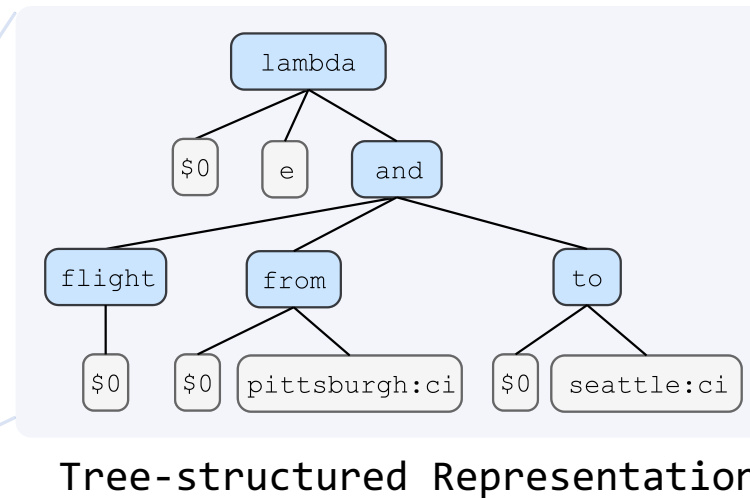 lambda
$0 e and
flight from to
$0 $0 pittsburgh:ci $0 seattle:ci
Tree-structured Representation